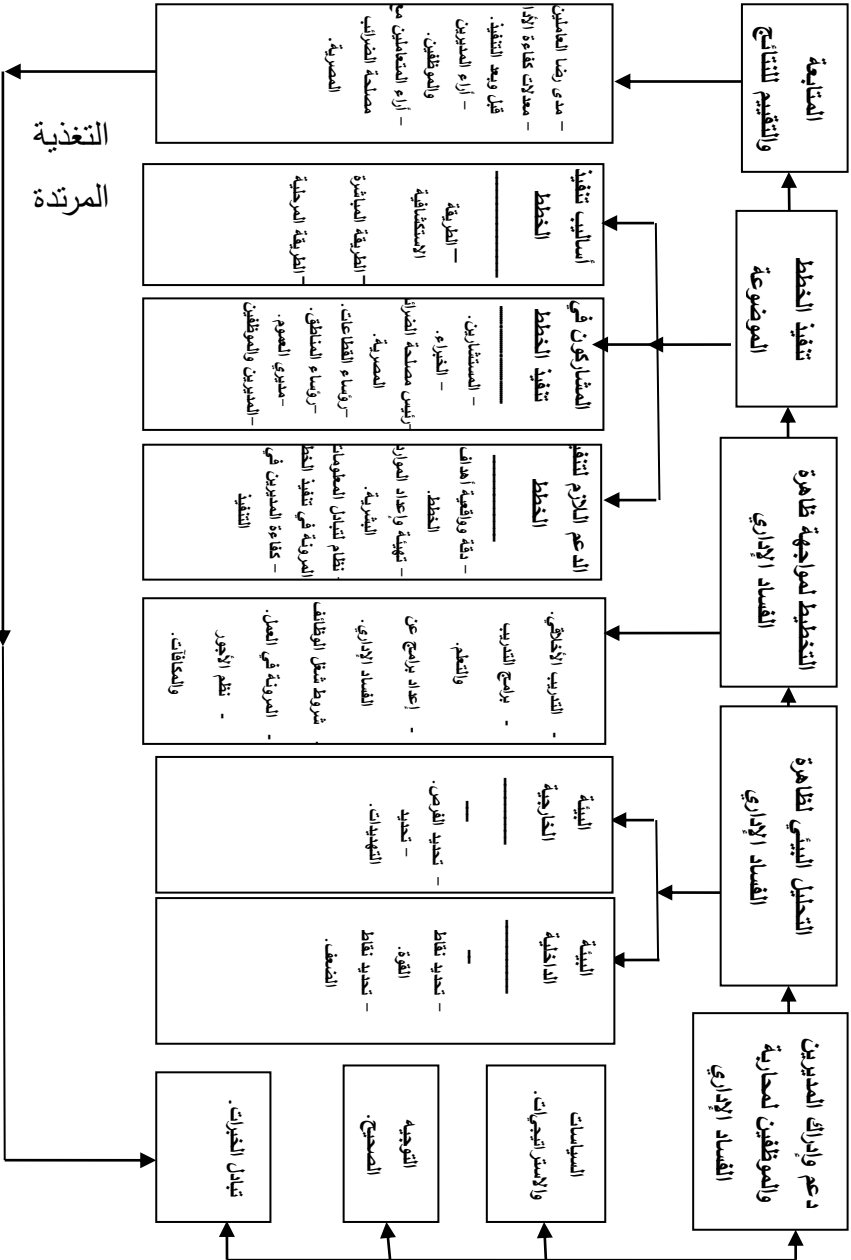 دعم وإدراك المديرين
والموظفين لمحاربة
الفساد الإداري
السياسات
والاستراتيجيات.
التوجيه
الصحيح.
تبادل الخبرات.
التحليل البيئي لظاهرة
الفساد الإداري
البيئة
الداخلية
– تحديد نقاط
القوة.
– تحديد نقاط
الضعف.
البيئة
الخارجية
– تحديد الفرص.
– تحديد
التهديدات.
التخطيط لمواجهة ظاهرة
الفساد الإداري
- التدريب الأخلاقي.
- برامج التدريب
والتعلم.
- إعداد برامج عن
الفساد الإداري.
- شروط شغل الوظائف
- المرونة في العمل.
- نظم الأجور
والمكافآت.
تنفيذ الخطط
الموضوعة
الدعم اللازم لتنفيذ
الخطط
– دقة وواقعية أهداف
الخطط.
– تهيئة وإعداد الموارد
البشرية.
- نظام لتبادل المعلومات
المرونة في تنفيذ الخط
– كفاءة المديرين في
التنفيذ
المشاركون في
تنفيذ الخطط
– المستشارين.
– الخبراء.
–رئيس مصلحة الضرائ
المصرية.
–رؤساء القطاعات.
–رؤساء المناطق.
–مديري العموم.
–المديرين والموظفين
أساليب تنفيذ
الخطط
– الطريقة
الاستكشافية
–الطريقة المباشرة
–الطريقة المرحلية
المتابعة
والتقييم للنتائج
– مدى رضا العاملين
– معدلات كفاءة الأدا
قبل وبعد التنفيذ.
– آراء المديرين
والموظفين.
– آراء المتعاملين مع
مصلحة الضرائب
المصرية.
التغذية
المرتدة